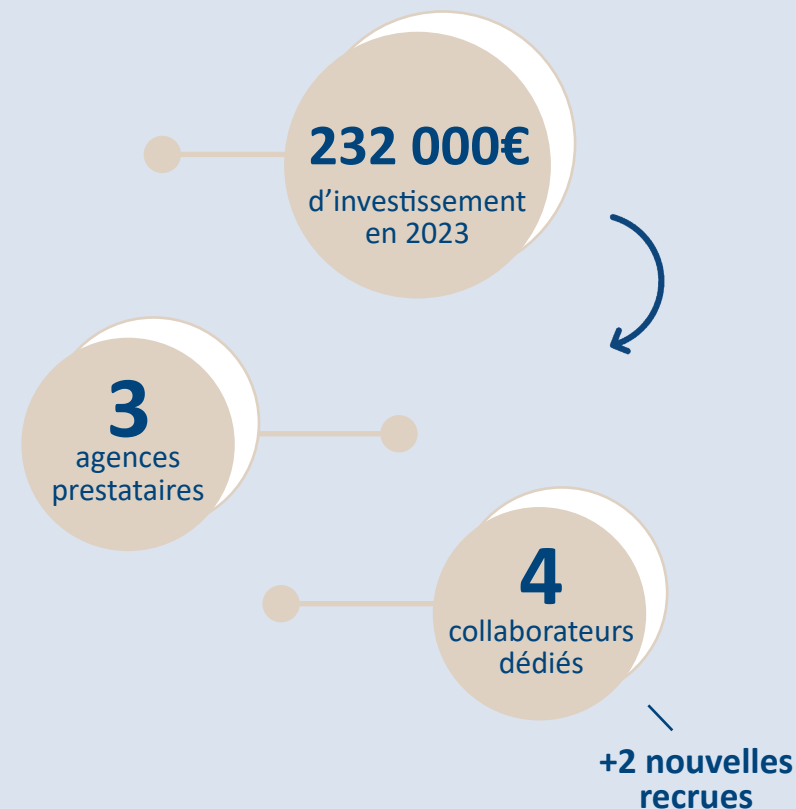 232 000€
d’investissement
en 2023
3
agences
prestataires
4
collaborateurs
dédiés
+2 nouvelles
recrues